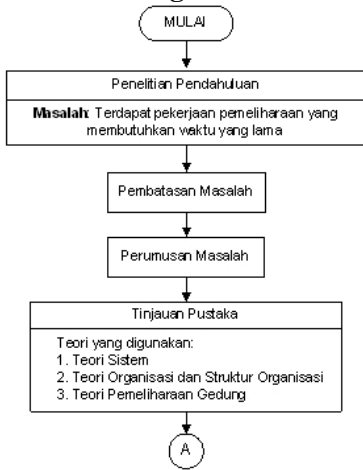 MULAI
Penelitian Pendahuluan
Masalah: Terdapat pekerjaan pemeliharaan yang
membutuhkan waktu yang lama
Pembatasan Masalah
Perumusan Masalah
Tinjauan Pustaka
Teori yang digunakan:
1. Teori Sistem
2. Teori Organisasi dan Struktur Organisasi
3. Teori Pemeliharaan Gedung
A